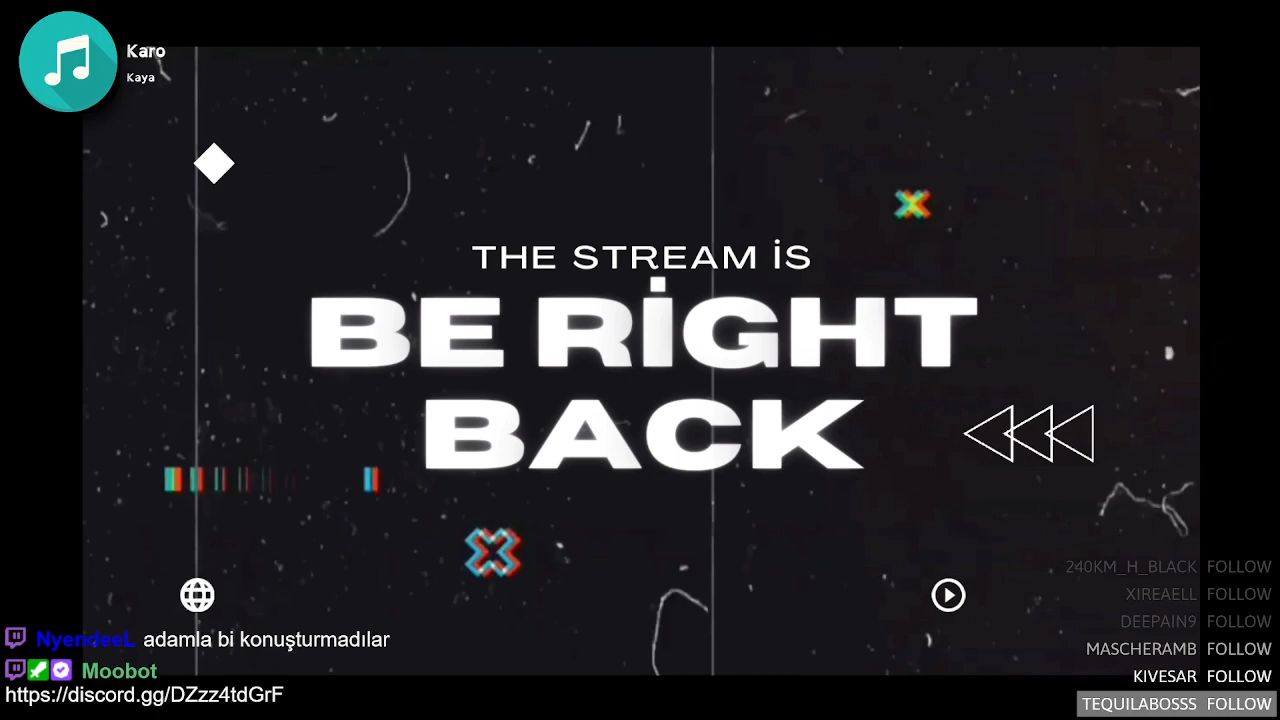 Karo
Kaya
THE STREAM İS
BE RİGHT
BACK
NyendeeL adamla bi konuşturmadılar
Moobot
https://discord.gg/DZzz4tdGrF
240KM_H_BLACK FOLLOW
XIREAELL FOLLOW
DEEPAIN9 FOLLOW
MASCHERAMB FOLLOW
KIVESAR FOLLOW
TEQUILABOSSS FOLLOW